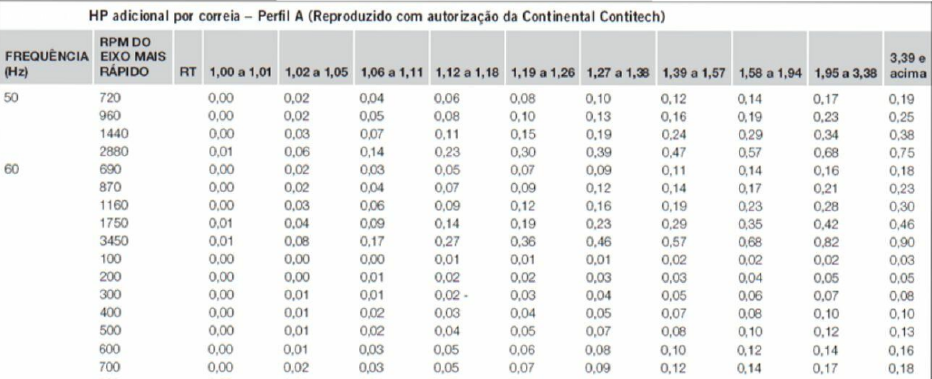 HP adicional por correia – Perfil A (Reproduzido com autorização da Continental Contitech)
FREQUÊNCIA (Hz) RPM DO EIXO MAIS RÁPIDO RT 1,00 a 1,01 1,02 a 1,05 1,06 a 1,11 1,12 a 1,18 1,19 a 1,26 1,27 a 1,38 1,39 a 1,57 1,58 a 1,94 1,95 a 3,38 3,39 e acima
50 720 0,00 0,02 0,04 0,06 0,08 0,10 0,12 0,14 0,17 0,19
960 0,00 0,02 0,05 0,08 0,10 0,13 0,16 0,19 0,23 0,25
1440 0,00 0,03 0,07 0,11 0,15 0,19 0,24 0,29 0,34 0,38
2880 0,01 0,06 0,14 0,23 0,30 0,39 0,47 0,57 0,68 0,75
60 690 0,00 0,02 0,03 0,05 0,07 0,09 0,11 0,14 0,16 0,18
870 0,00 0,02 0,04 0,07 0,09 0,12 0,14 0,17 0,21 0,23
1160 0,00 0,03 0,06 0,09 0,12 0,16 0,19 0,23 0,28 0,30
1750 0,01 0,04 0,09 0,14 0,19 0,23 0,29 0,35 0,42 0,46
3450 0,01 0,08 0,17 0,27 0,36 0,46 0,57 0,68 0,82 0,90
100 0,00 0,00 0,00 0,01 0,01 0,01 0,02 0,02 0,02 0,03
200 0,00 0,00 0,01 0,02 0,02 0,03 0,03 0,04 0,05 0,05
300 0,00 0,01 0,01 0,02 - 0,03 0,04 0,05 0,06 0,07 0,08
400 0,00 0,01 0,02 0,03 0,04 0,05 0,07 0,08 0,10 0,10
500 0,00 0,01 0,02 0,04 0,05 0,07 0,08 0,10 0,12 0,13
600 0,00 0,01 0,03 0,05 0,06 0,08 0,10 0,12 0,14 0,16
700 0,00 0,02 0,03 0,05 0,07 0,09 0,12 0,14 0,17 0,18